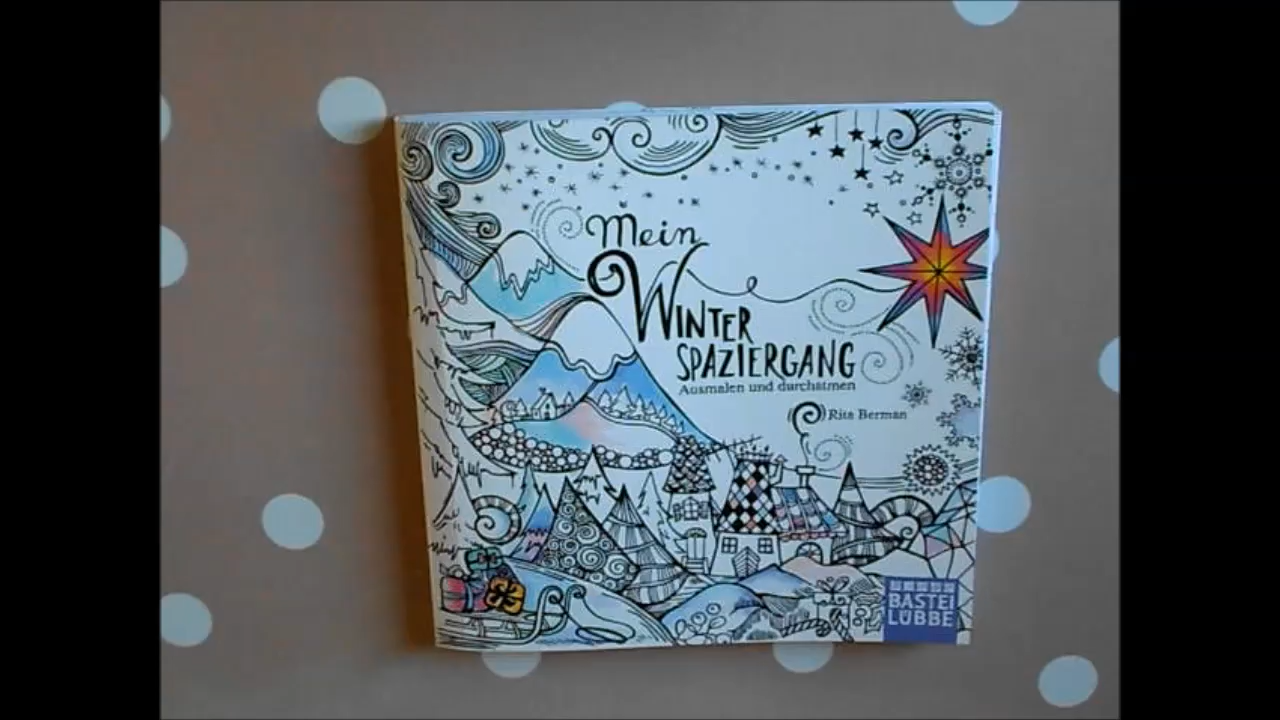 Mein
WINTER
SPAZIERGANG
Ausmalen und durchatmen
Rita Berman
BASTEI
LÜBBE